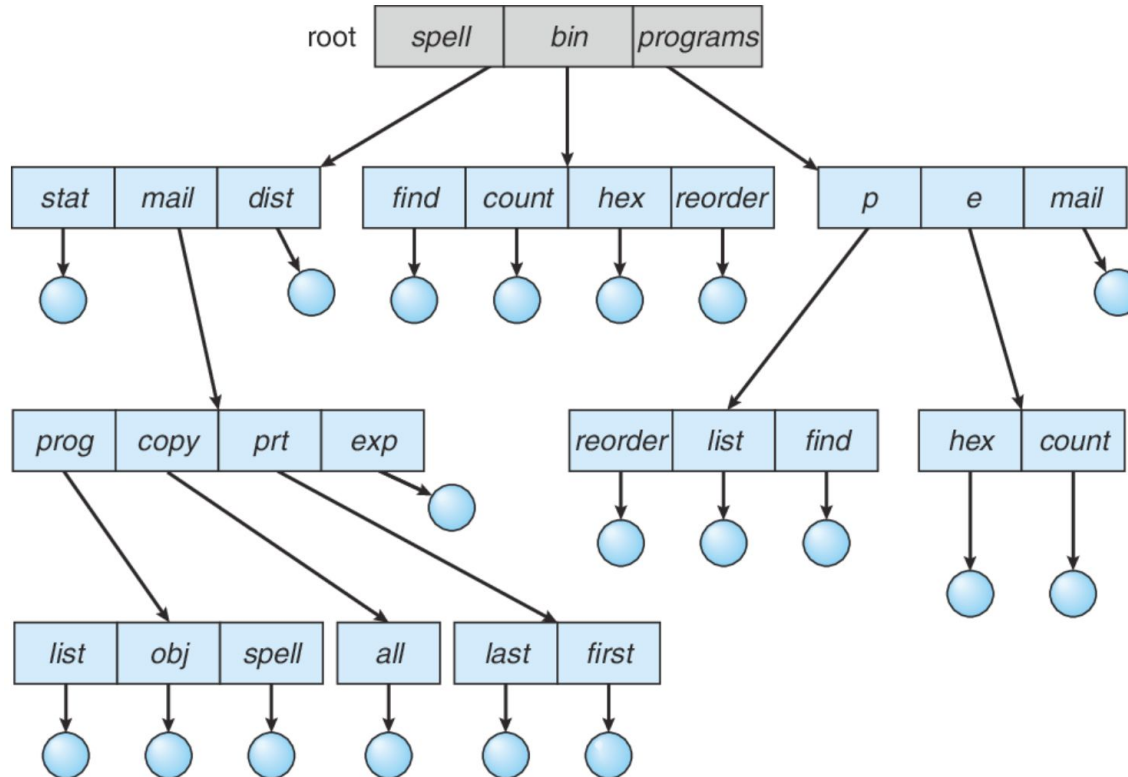 root spell bin programs
stat mail dist find count hex reorder p e mail
prog copy prt exp reorder list find hex count
list obj spell all last first